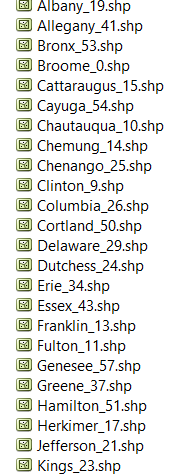 Albany_19.shp
Allegany_41.shp
Bronx_53.shp
Broome_0.shp
Cattaraugus_15.shp
Cayuga_54.shp
Chautauqua_10.shp
Chemung_14.shp
Chenango_25.shp
Clinton_9.shp
Columbia_26.shp
Cortland_50.shp
Delaware_29.shp
Dutchess_24.shp
Erie_34.shp
Essex_43.shp
Franklin_13.shp
Fulton_11.shp
Genesee_57.shp
Greene_37.shp
Hamilton_51.shp
Herkimer_17.shp
Jefferson_21.shp
Kings_23.shp